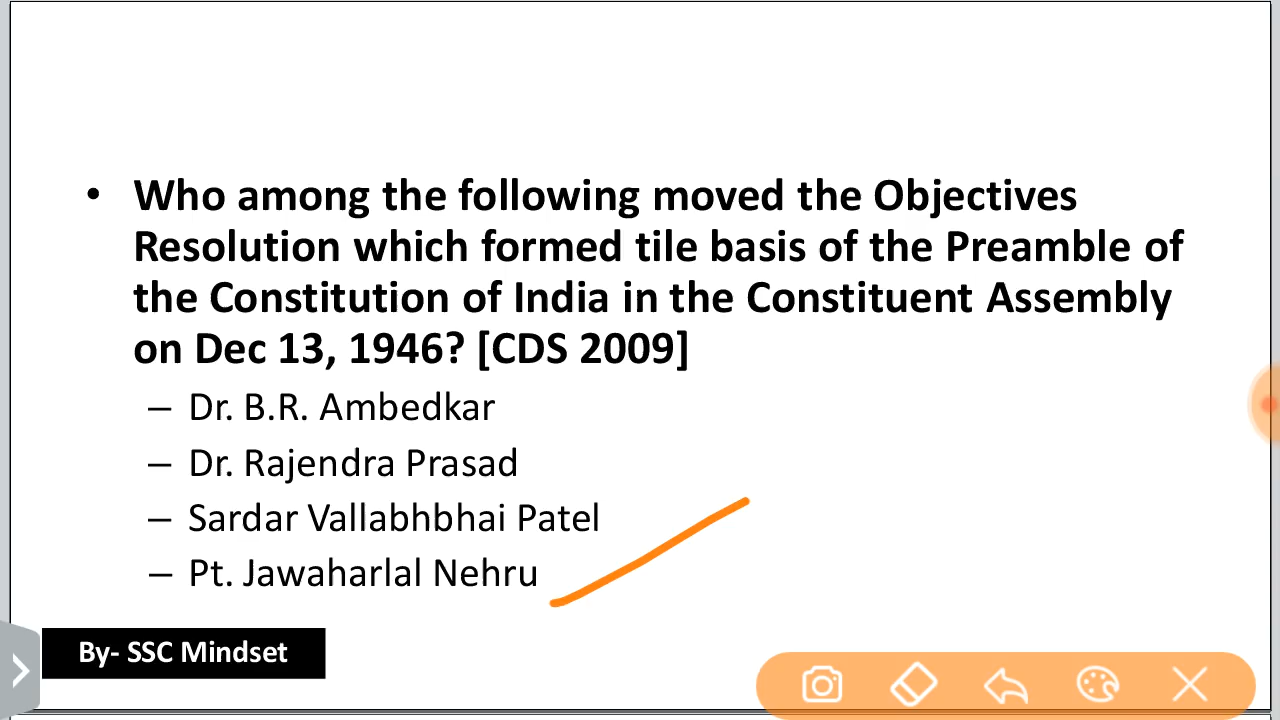 • Who among the following moved the Objectives
Resolution which formed tile basis of the Preamble of
the Constitution of India in the Constituent Assembly
on Dec 13, 1946? [CDS 2009]
– Dr. B.R. Ambedkar
– Dr. Rajendra Prasad
– Sardar Vallabhbhai Patel
– Pt. Jawaharlal Nehru
By- SSC Mindset